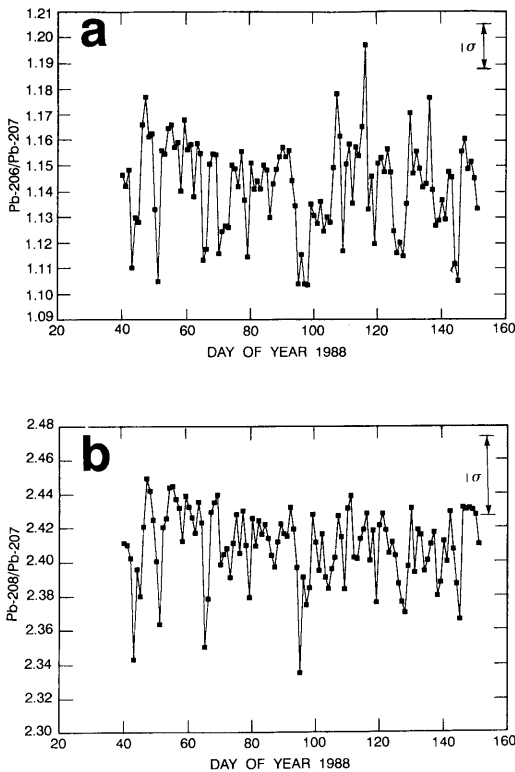 a
1.21
1.20
1.19
1.18
1.17
1.16
1.15
1.14
1.13
1.12
1.11
1.10
1.09
Pb-206/Pb-207
1σ
20 40 60 80 100 120 140 160
DAY OF YEAR 1988
b
2.48
2.46
2.44
2.42
2.40
2.38
2.36
2.34
2.32
2.30
Pb-208/Pb-207
1σ
20 40 60 80 100 120 140 160
DAY OF YEAR 1988